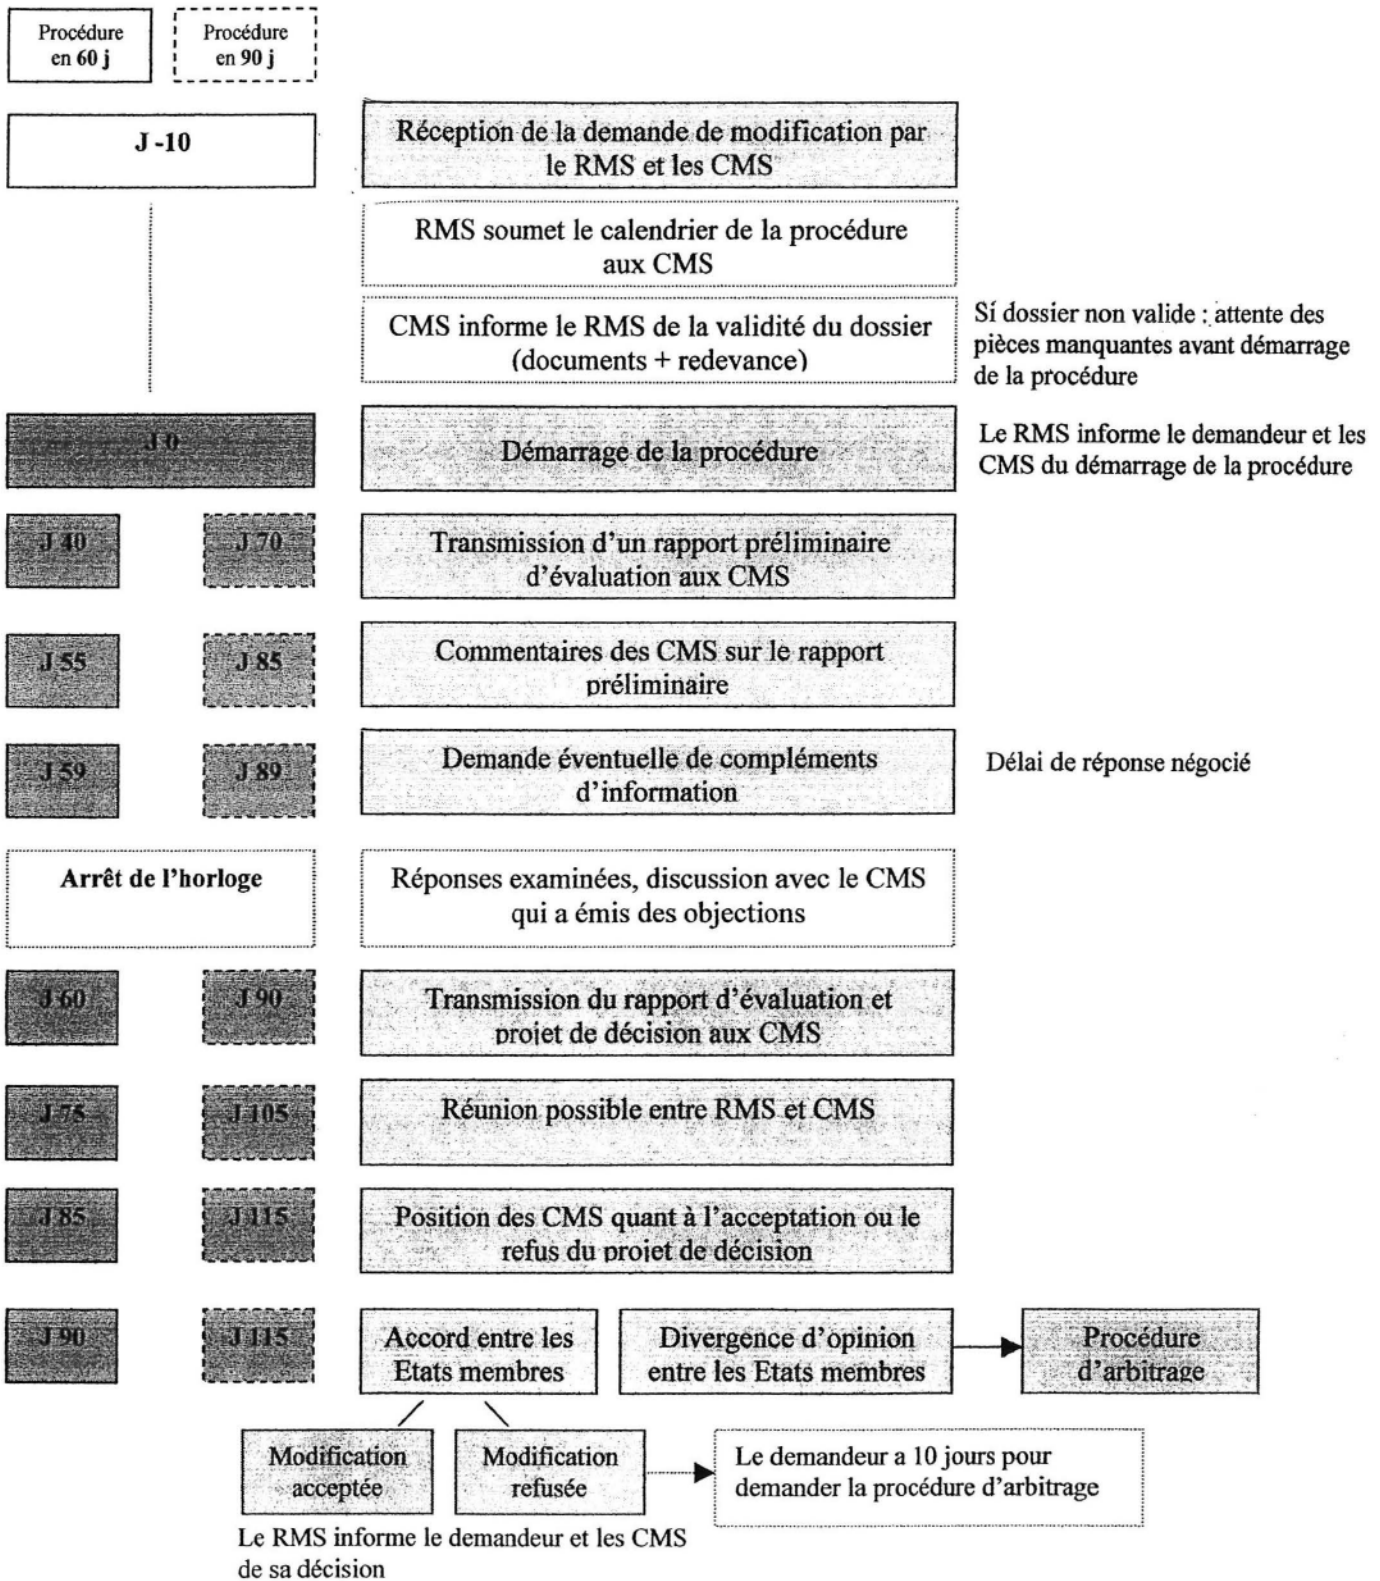 Procédure
en 60 j
Procédure
en 90 j
J -10
Réception de la demande de modification par
le RMS et les CMS
RMS soumet le calendrier de la procédure
aux CMS
CMS informe le RMS de la validité du dossier
(documents + redevance)
Si dossier non valide : attente des
pièces manquantes avant démarrage
de la procédure
J 0
Démarrage de la procédure
Le RMS informe le demandeur et les
CMS du démarrage de la procédure
J 40
J 70
Transmission d'un rapport préliminaire
d'évaluation aux CMS
J 55
J 85
Commentaires des CMS sur le rapport
préliminaire
J 59
J 89
Demande éventuelle de compléments
d'information
Délai de réponse négocié
Arrêt de l'horloge
Réponses examinées, discussion avec le CMS
qui a émis des objections
J 60
J 90
Transmission du rapport d'évaluation et
projet de décision aux CMS
J 75
J 105
Réunion possible entre RMS et CMS
J 85
J 115
Position des CMS quant à l'acceptation ou le
refus du projet de décision
J 90
J 115
Accord entre les
Etats membres
Divergence d'opinion
entre les Etats membres
Procédure
d'arbitrage
Modification
acceptée
Modification
refusée
Le demandeur a 10 jours pour
demander la procédure d'arbitrage
Le RMS informe le demandeur et les CMS
de sa décision